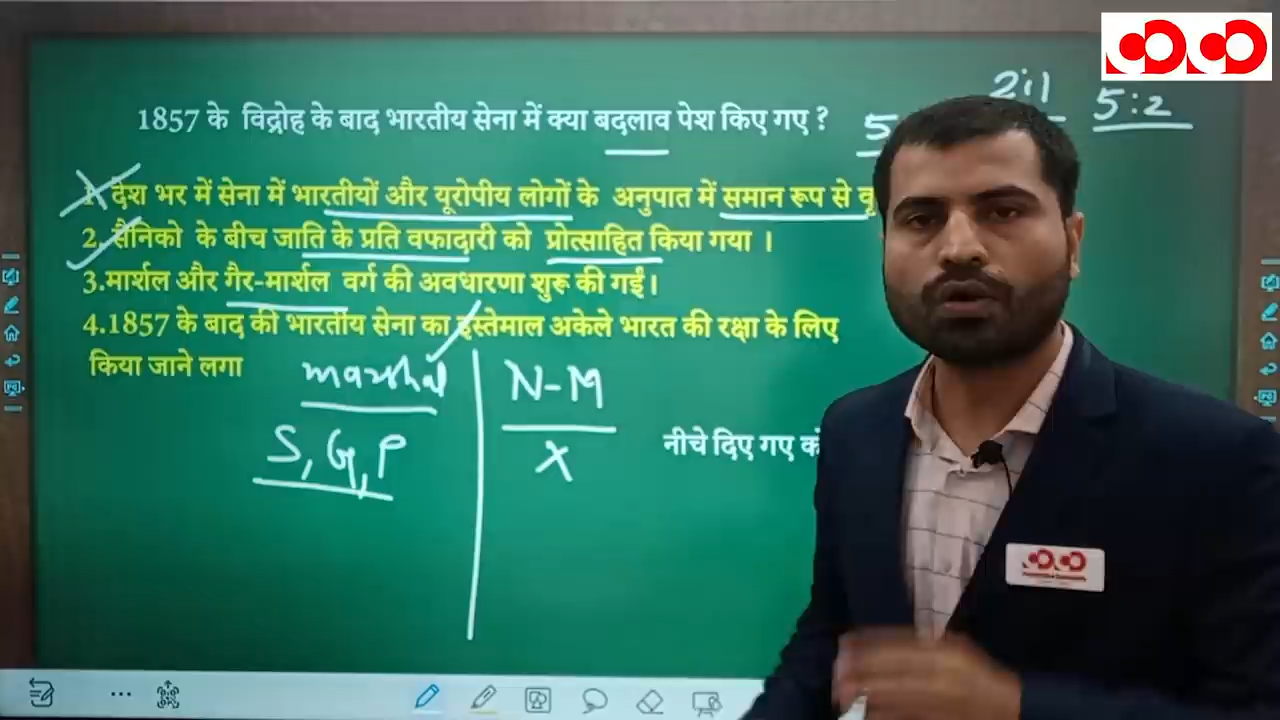 2:1
5:2
1857 के विद्रोह के बाद भारतीय सेना में क्या बदलाव पेश किए गए ? 5
1. देश भर में सेना में भारतीयों और यूरोपीय लोगों के अनुपात में समान रूप से
2. सैनिको के बीच जाति के प्रति वफादारी को प्रोत्साहित किया गया ।
3.मार्शल और गैर-मार्शल वर्ग की अवधारणा शुरू की गईं।
4.1857 के बाद की भारतीय सेना का इस्तेमाल अकेले भारत की रक्षा के लिए
किया जाने लगा
marshal N-M
S, G, P X
नीचे दिए गए